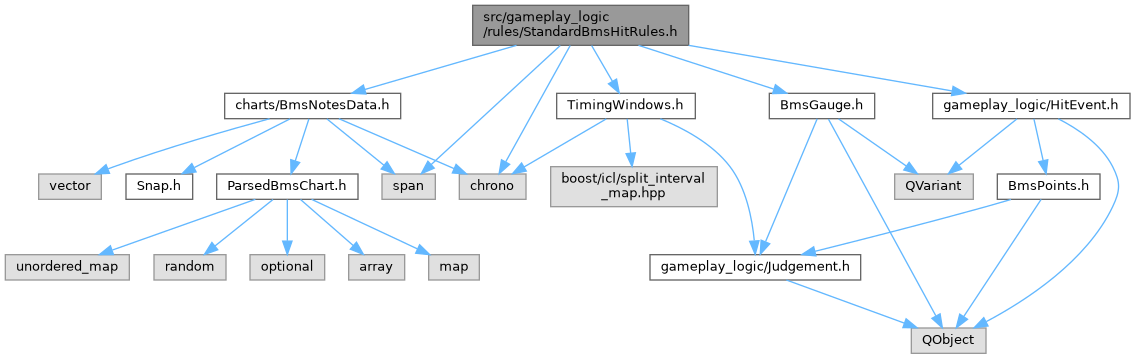 src/gameplay_logic
/rules/StandardBmsHitRules.h
charts/BmsNotesData.h
TimingWindows.h
BmsGauge.h
gameplay_logic/HitEvent.h
vector
Snap.h
ParsedBmsChart.h
span
chrono
boost/icl/split_interval
_map.hpp
QVariant
BmsPoints.h
unordered_map
random
optional
array
map
gameplay_logic/Judgement.h
QObject